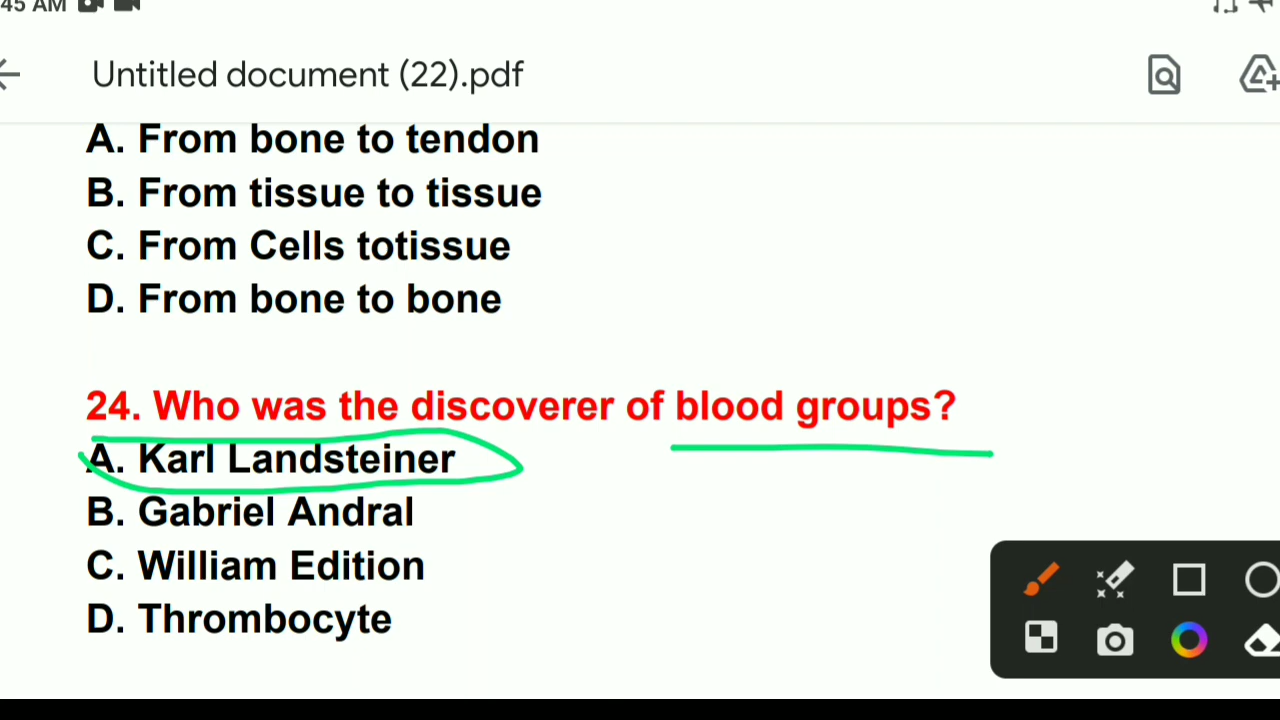 45 AM
Untitled document (22).pdf
A. From bone to tendon
B. From tissue to tissue
C. From Cells totissue
D. From bone to bone
24. Who was the discoverer of blood groups?
A. Karl Landsteiner
B. Gabriel Andral
C. William Edition
D. Thrombocyte